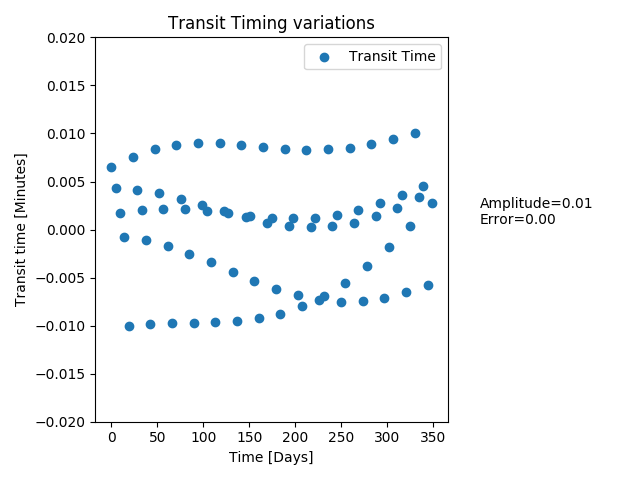 Transit Timing variations
0.020
0.015
0.010
0.005
0.000
−0.005
−0.010
−0.015
−0.020
Transit time [Minutes]
Transit Time
Amplitude=0.01
Error=0.00
0 50 100 150 200 250 300 350
Time [Days]